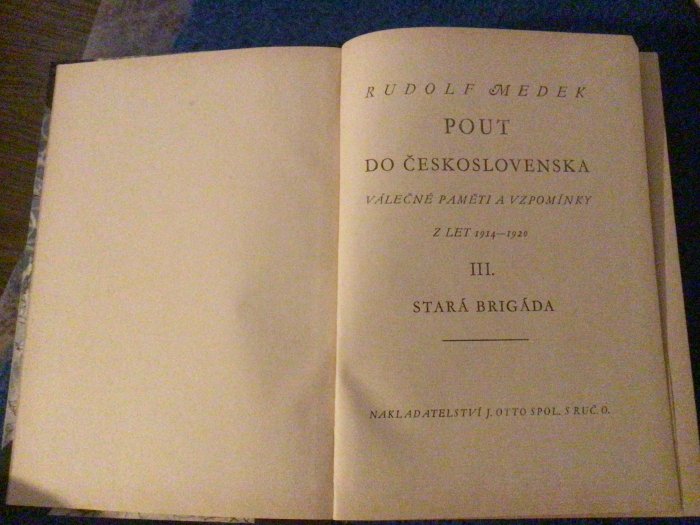 RUDOLF MEDEK
POUT
DO ČESKOSLOVENSKA
VÁLEČNÉ PAMĚTI A VZPOMÍNKY
Z LET 1914—1920
III.
STARÁ BRIGÁDA
NAKLADATELSTVÍ J. OTTO SPOL. S RUČ. O.